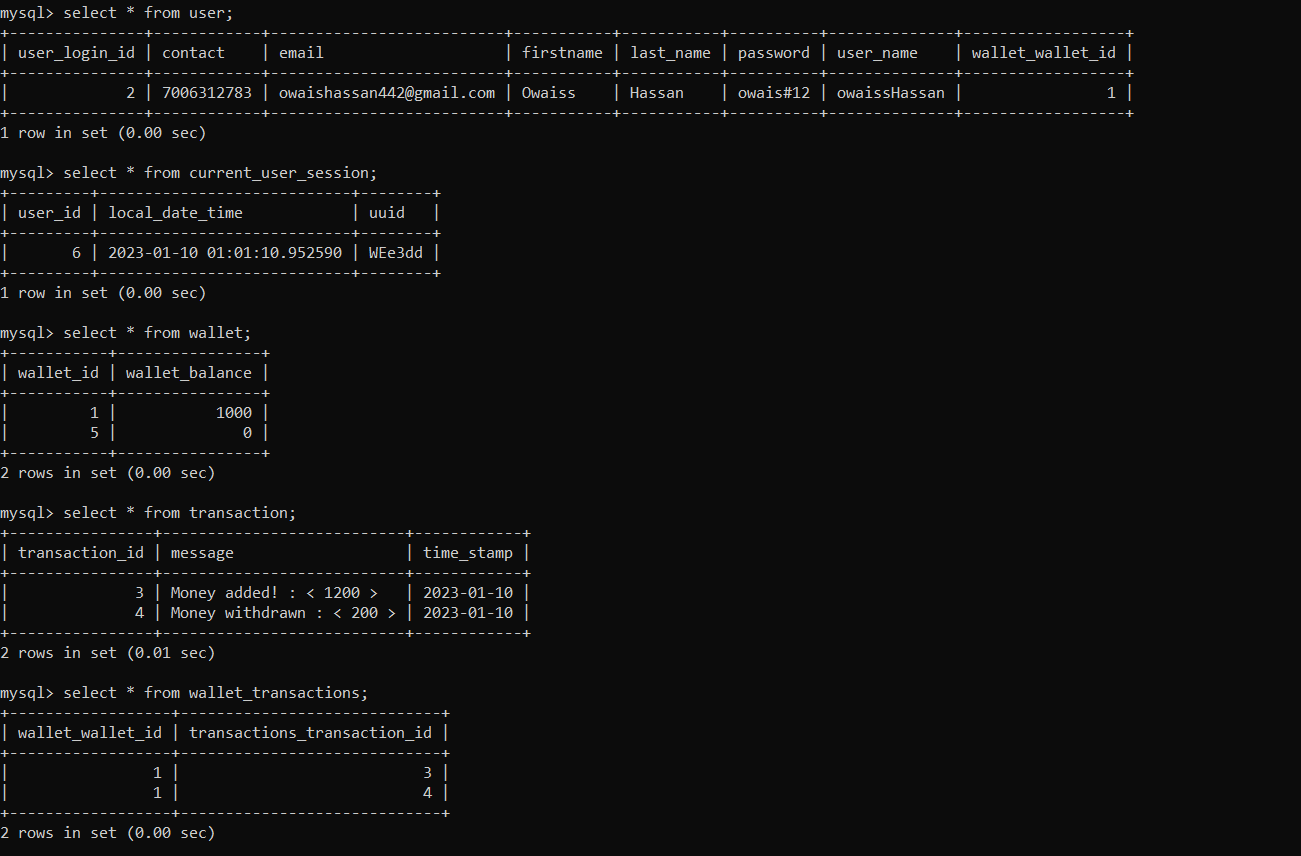 mysql> select * from user;
+---------------+------------+--------------------------+-----------+-----------+----------+--------------+------------------+
| user_login_id | contact    | email                    | firstname | last_name | password | user_name    | wallet_wallet_id |
+---------------+------------+--------------------------+-----------+-----------+----------+--------------+------------------+
|             2 | 7006312783 | owaishassan442@gmail.com | Owaiss    | Hassan    | owais#12 | owaissHassan |                1 |
+---------------+------------+--------------------------+-----------+-----------+----------+--------------+------------------+
1 row in set (0.00 sec)

mysql> select * from current_user_session;
+---------+----------------------------+--------+
| user_id | local_date_time            | uuid   |
+---------+----------------------------+--------+
|       6 | 2023-01-10 01:01:10.952590 | WEe3dd |
+---------+----------------------------+--------+
1 row in set (0.00 sec)

mysql> select * from wallet;
+-----------+----------------+
| wallet_id | wallet_balance |
+-----------+----------------+
|         1 |           1000 |
|         5 |              0 |
+-----------+----------------+
2 rows in set (0.00 sec)

mysql> select * from transaction;
+----------------+---------------------------+------------+
| transaction_id | message                   | time_stamp |
+----------------+---------------------------+------------+
|              3 | Money added! : < 1200 >   | 2023-01-10 |
|              4 | Money withdrawn : < 200 > | 2023-01-10 |
+----------------+---------------------------+------------+
2 rows in set (0.01 sec)

mysql> select * from wallet_transactions;
+------------------+-----------------------------+
| wallet_wallet_id | transactions_transaction_id |
+------------------+-----------------------------+
|                1 |                           3 |
|                1 |                           4 |
+------------------+-----------------------------+
2 rows in set (0.00 sec)